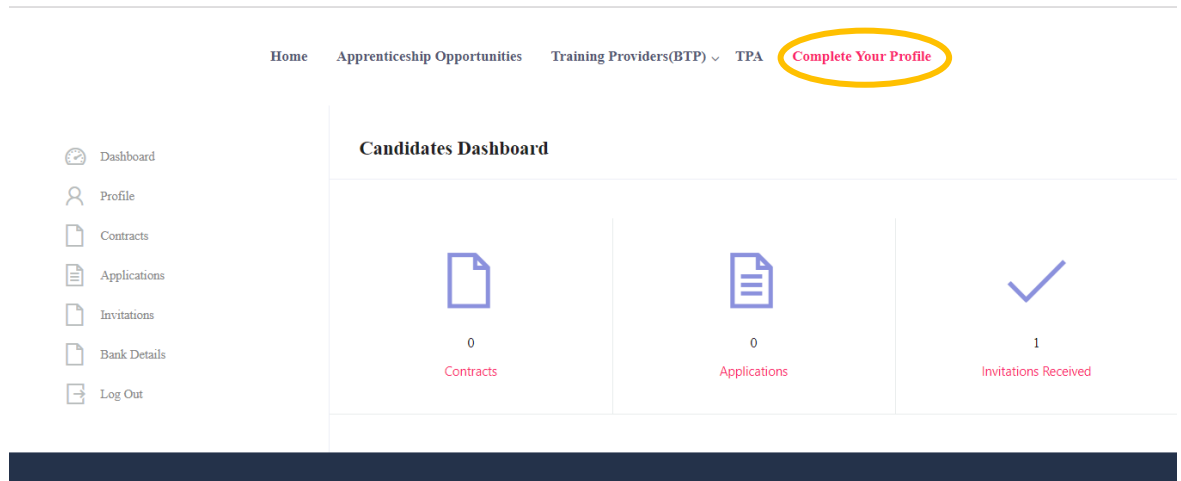 Home Apprenticeship Opportunities Training Providers(BTP) TPA Complete Your Profile
Candidates Dashboard
Dashboard
Profile
Contracts
Applications
Invitations
Bank Details
Log Out
0
Contracts
0
Applications
1
Invitations Received